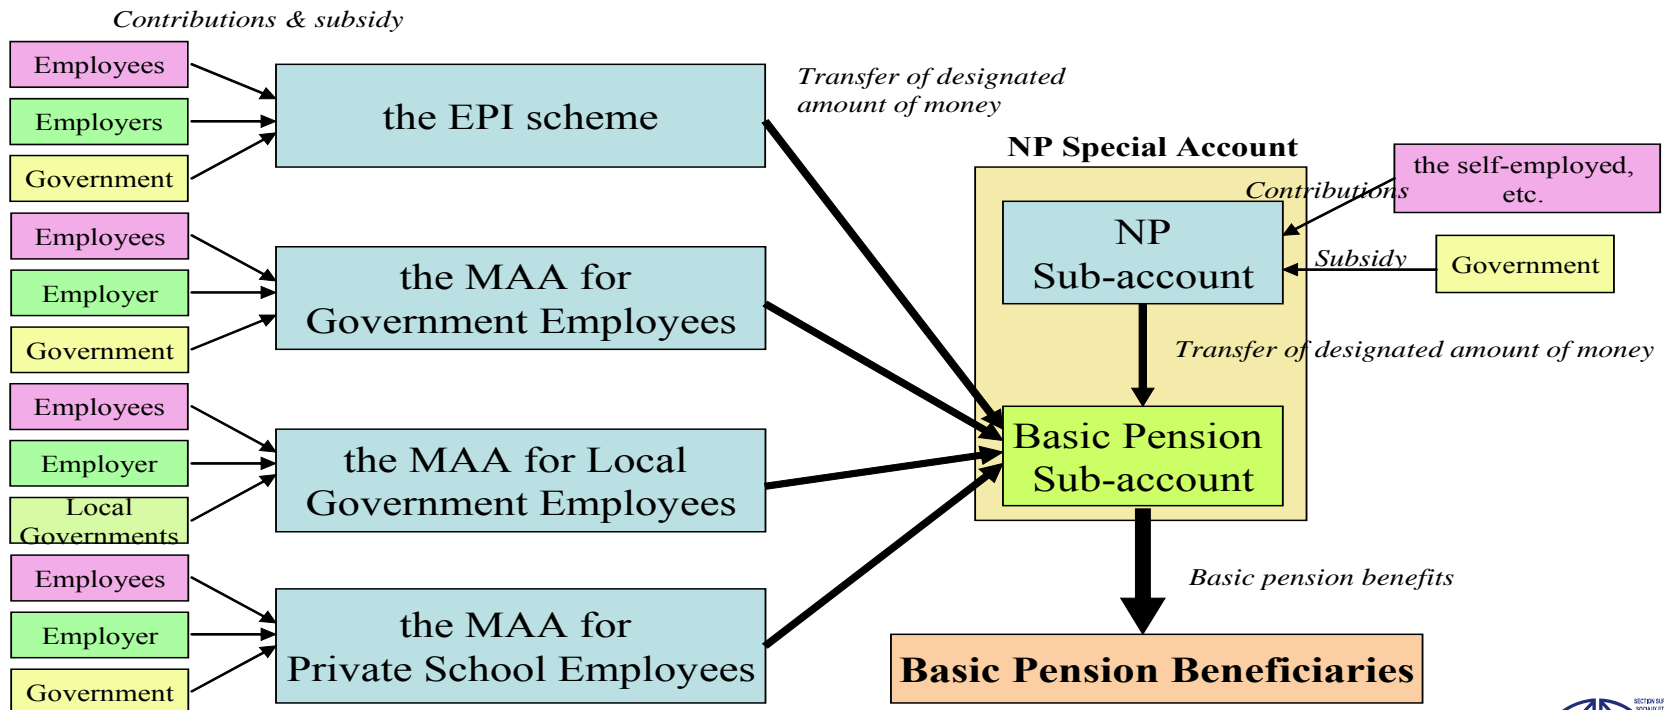 Contributions & subsidy
Employees
Employers
Government
the EPI scheme
Transfer of designated
amount of money
Employees
Employer
Government
the MAA for
Government Employees
Employees
Employer
Local
Governments
the MAA for Local
Government Employees
Employees
Employer
Government
the MAA for
Private School Employees
NP Special Account
the self-employed,
etc.
Contributions
NP
Sub-account
Subsidy
Government
Transfer of designated amount of money
Basic Pension
Sub-account
Basic pension benefits
Basic Pension Beneficiaries